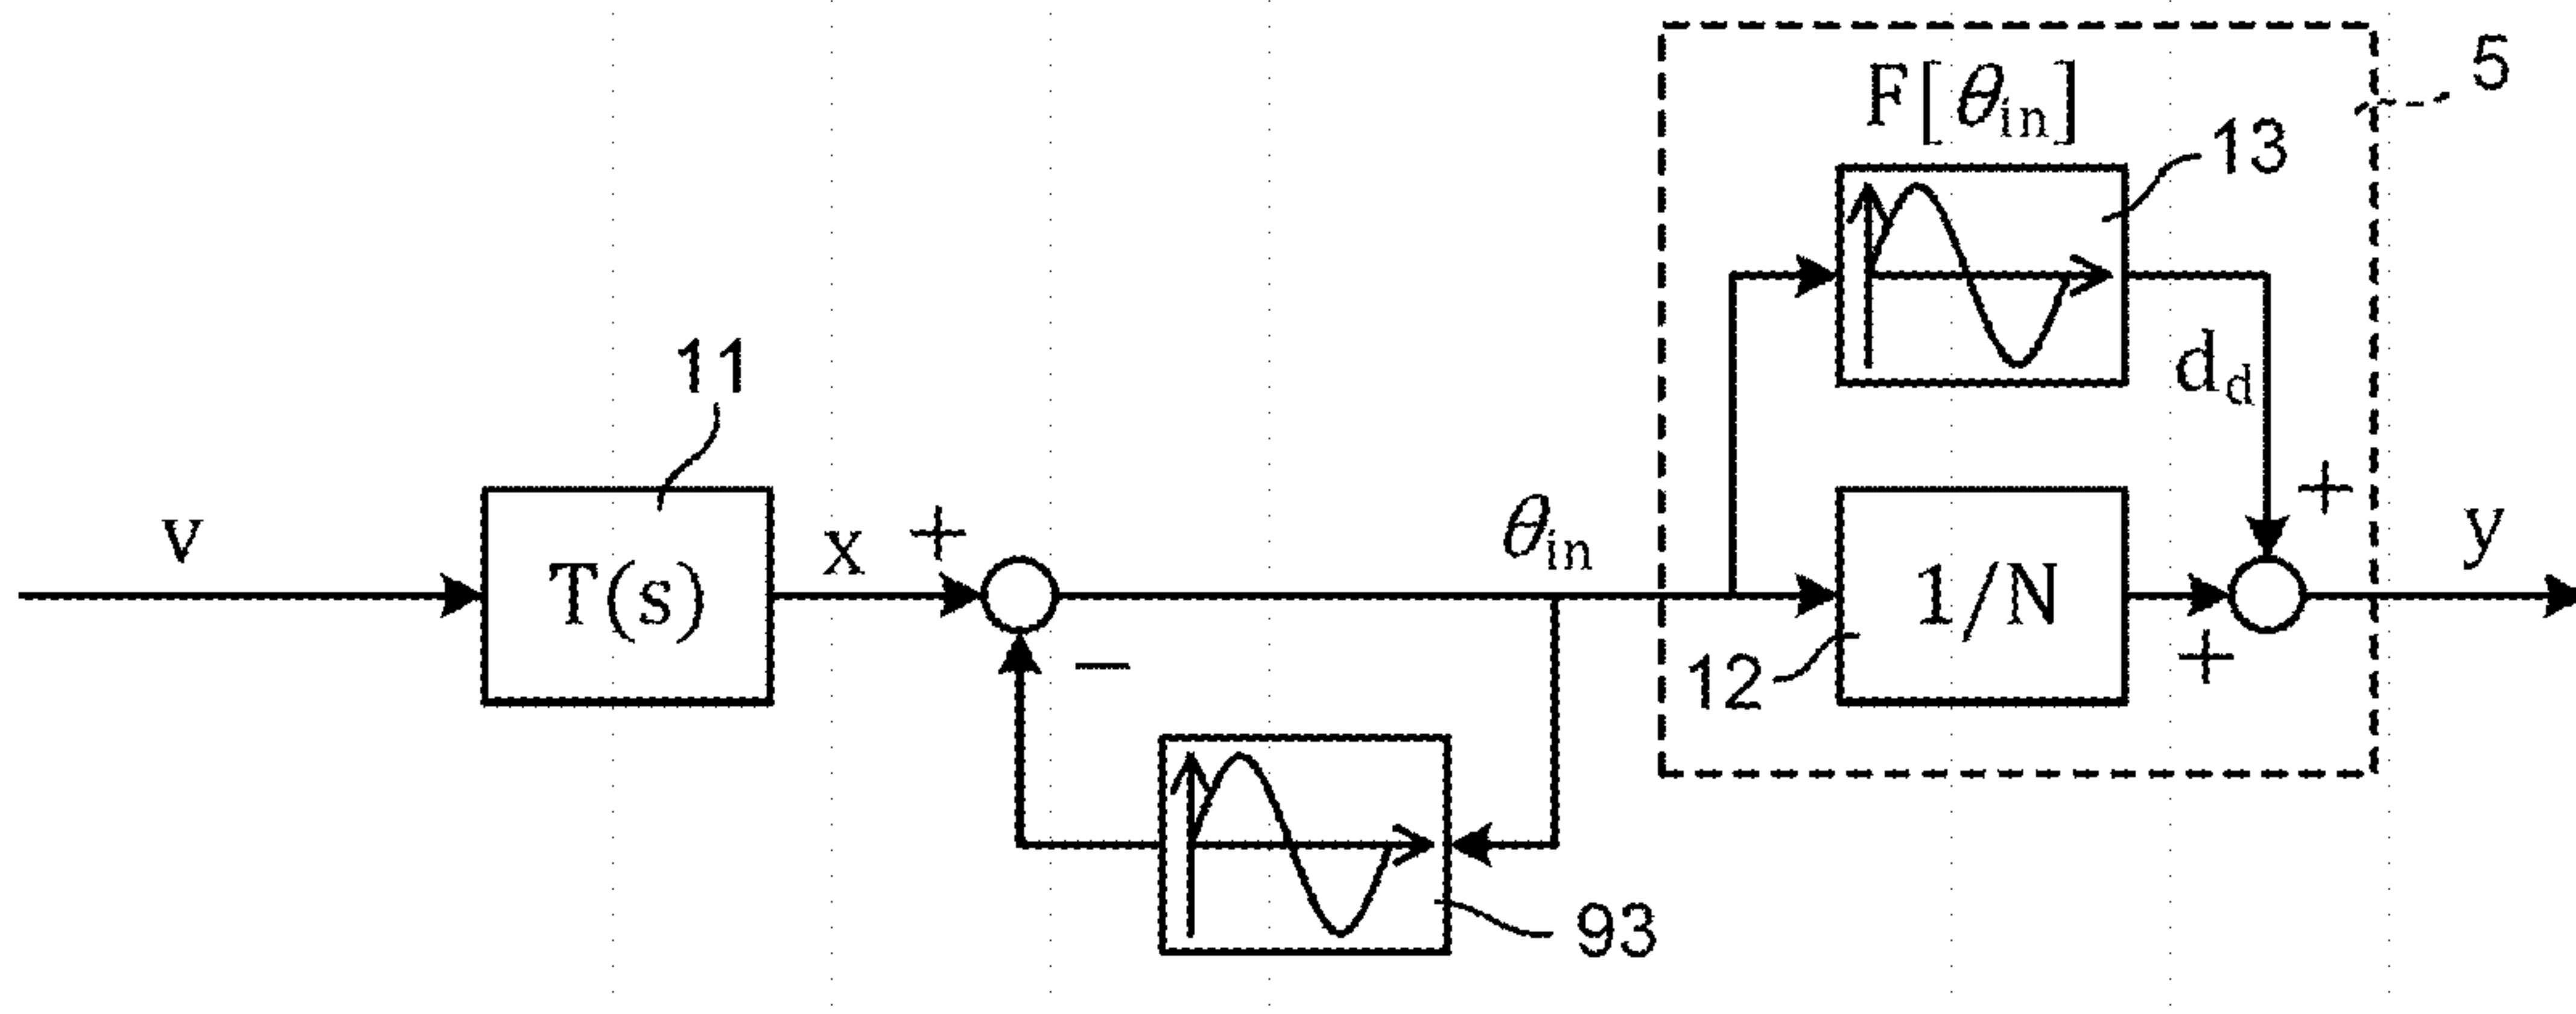 5
F[θin]
13
11
dd
+
v
T(s)
x
+
θin
1/N
y
−
12
+
93